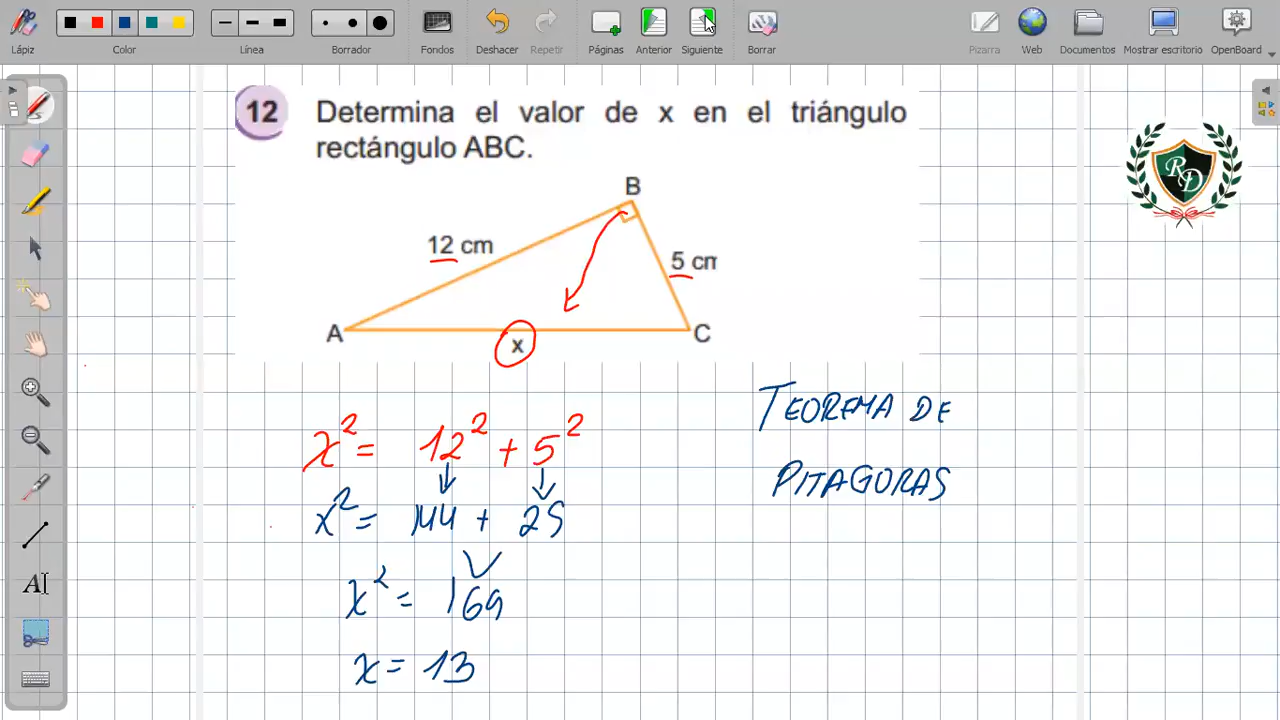 Lápiz
Color
Línea
Borrador
Fondos
Deshacer
Repetir
Páginas
Anterior
Siguiente
Borrar
Pizarra
Web
Documentos
Mostrar escritorio
OpenBoard
12 Determina el valor de x en el triángulo
rectángulo ABC.
B
12 cm
5 cm
A
x
C
RD
x² = 12² + 5²
x² = 144 + 25
x² = 169
x = 13
TEOREMA DE
PITAGORAS
AI